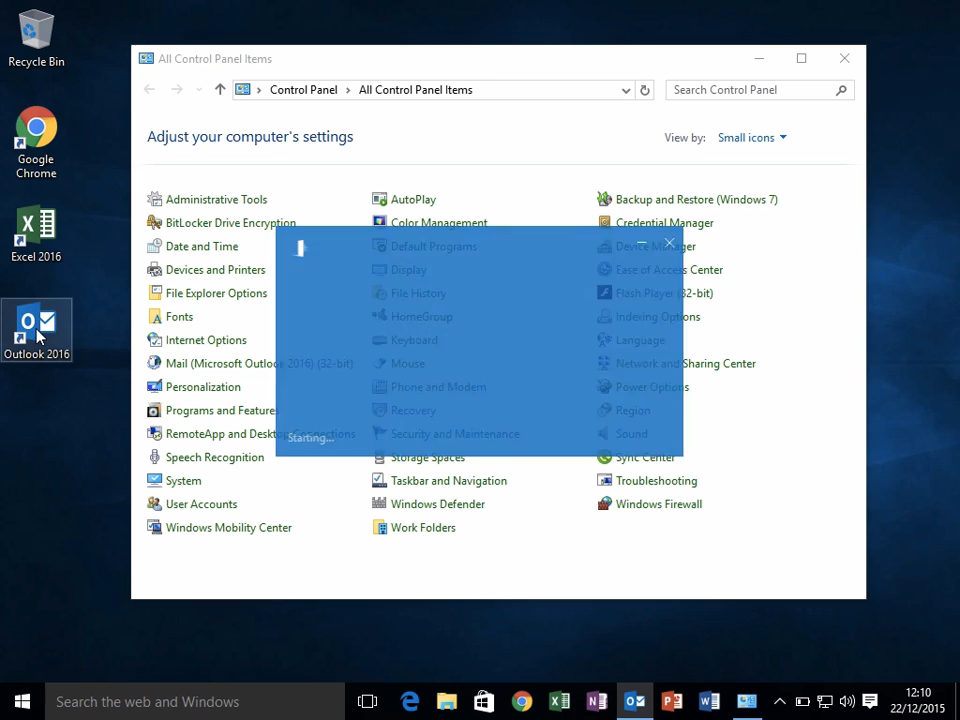 Recycle Bin
Google
Chrome
Excel 2016
Outlook 2016
All Control Panel Items
Control Panel > All Control Panel Items
Search Control Panel
Adjust your computer's settings
View by: Small icons
Administrative Tools
AutoPlay
Backup and Restore (Windows 7)
BitLocker Drive Encryption
Color Management
Credential Manager
Date and Time
Default Programs
Device Manager
Devices and Printers
Display
Ease of Access Center
File Explorer Options
File History
Flash Player (32-bit)
Fonts
HomeGroup
Indexing Options
Internet Options
Keyboard
Language
Mail (Microsoft Outlook 2016) (32-bit)
Mouse
Network and Sharing Center
Personalization
Phone and Modem
Power Options
Programs and Features
Recovery
Region
RemoteApp and Desktop Connections
Security and Maintenance
Sound
Starting...
Speech Recognition
Storage Spaces
Sync Center
System
Taskbar and Navigation
Troubleshooting
User Accounts
Windows Defender
Windows Firewall
Windows Mobility Center
Work Folders
Search the web and Windows
12:10
22/12/2015